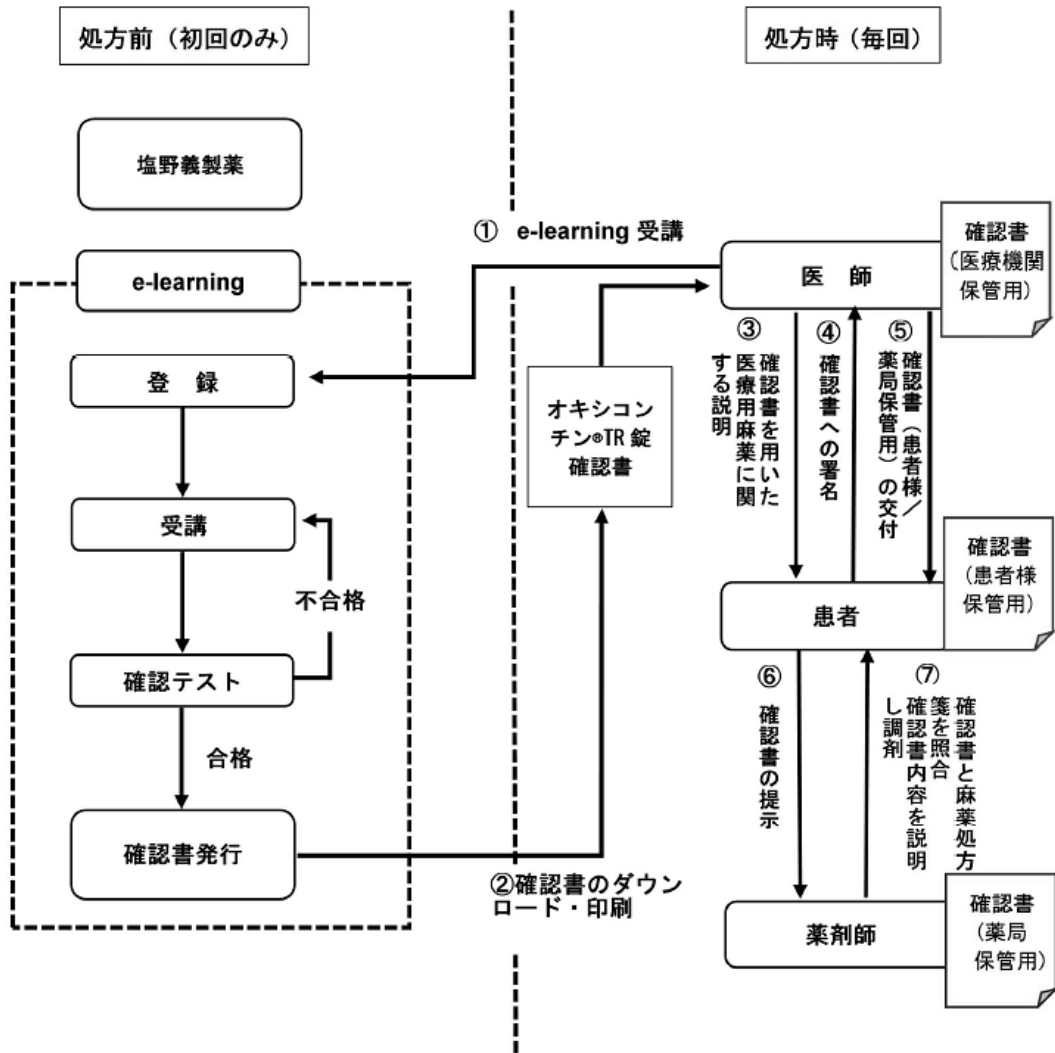 処方前（初回のみ）
処方時（毎回）
塩野義製薬
① e-learning 受講
e-learning
登 録
受講
不合格
確認テスト
合格
確認書発行
オキシコン
チン®TR 錠
確認書
②確認書のダウン
ロード・印刷
医 師
確認書
（医療機関
保管用）
③
確認書を用いた
医療用麻薬に関
する説明
④
確認書への署名
⑤
確認書（患者様／
薬局保管用）の交付
患者
確認書
（患者様
保管用）
⑥
確認書の提示
⑦
確認書と麻薬処方
箋を照合
確認書内容を説明
し調剤
薬剤師
確認書
（薬局
保管用）